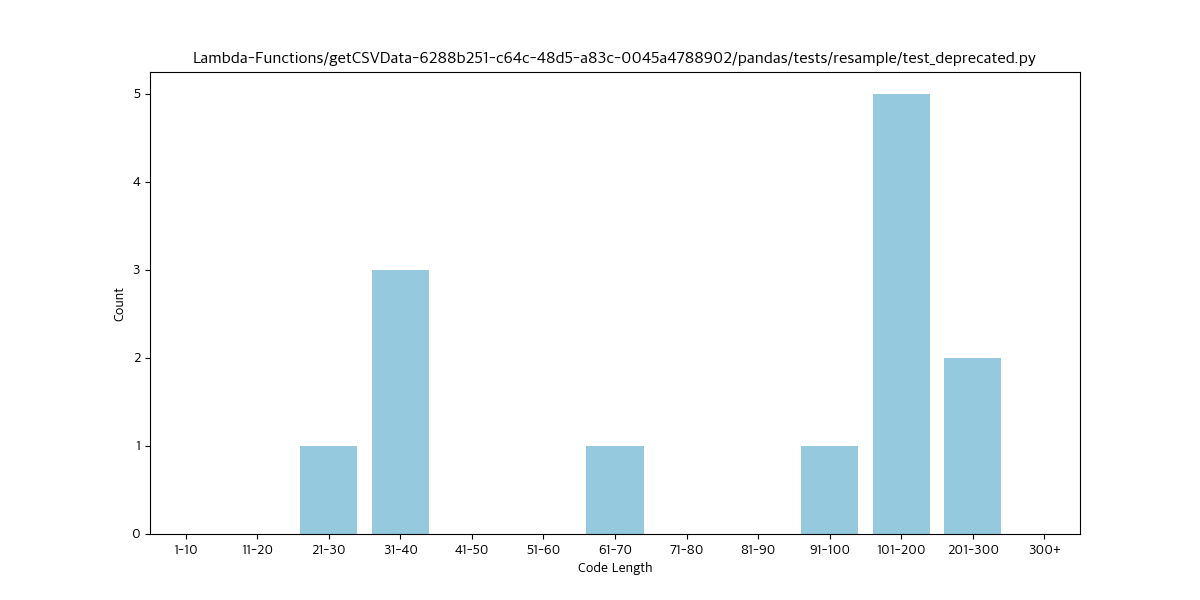 Lambda-Functions/getCSVData-6288b251-c64c-48d5-a83c-0045a4788902/pandas/tests/resample/test_deprecated.py
5
4
3
2
1
0
Count
1-10 11-20 21-30 31-40 41-50 51-60 61-70 71-80 81-90 91-100 101-200 201-300 300+
Code Length